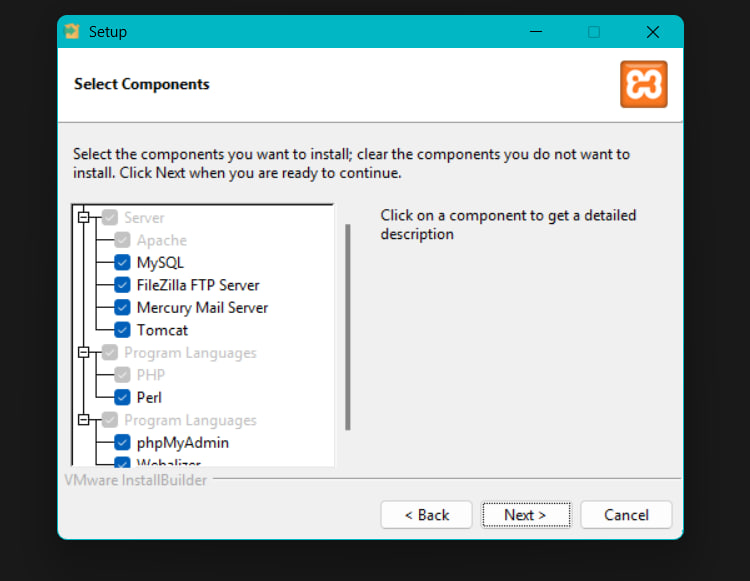 Setup
Select Components
Select the components you want to install; clear the components you do not want to
install. Click Next when you are ready to continue.
Server
Apache
MySQL
FileZilla FTP Server
Mercury Mail Server
Tomcat
Program Languages
PHP
Perl
Program Languages
phpMyAdmin
Webalizer
Click on a component to get a detailed
description
VMware InstallBuilder
< Back
Next >
Cancel